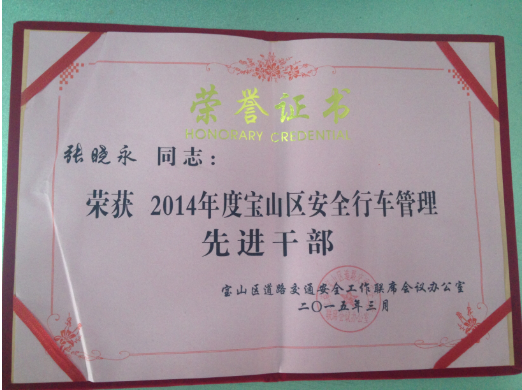 荣誉证书
HONORARY CREDENTIAL
张晓永 同志：
荣获 2014年度宝山区安全行车管理
先进干部
宝山区道路交通安全工作联席会议办公室
二〇一五年三月